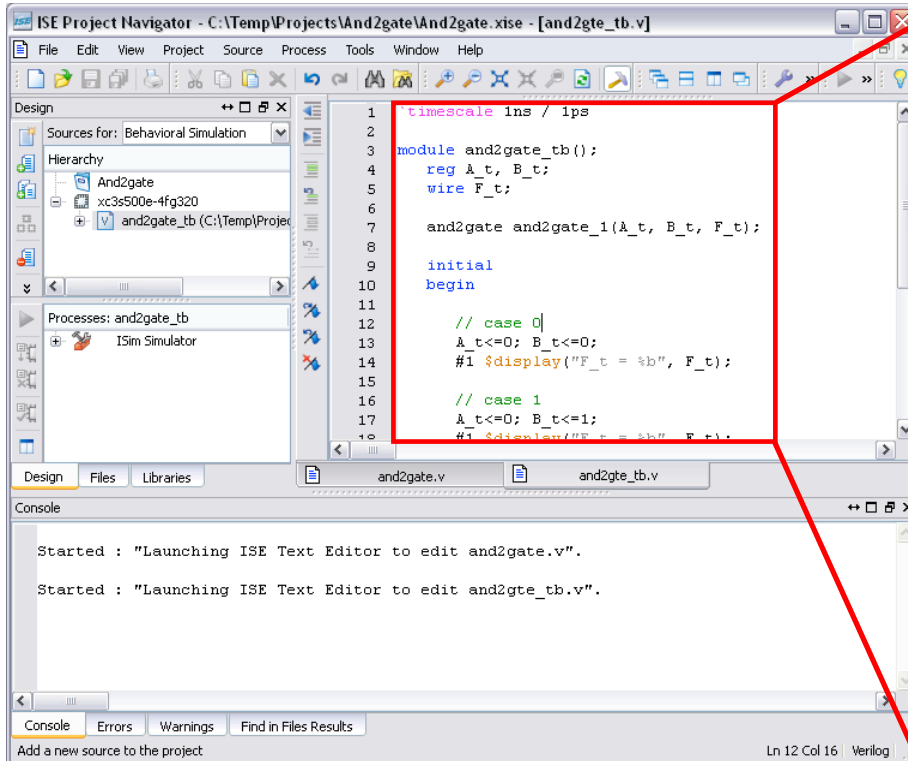 ISE Project Navigator - C:\Temp\Projects\And2gate\And2gate.xise - [and2gte_tb.v]
File Edit View Project Source Process Tools Window Help
Design
Sources for: Behavioral Simulation
Hierarchy
And2gate
xc3s500e-4fg320
and2gate_tb (C:\Temp\Projec
Processes: and2gate_tb
ISim Simulator
1 `timescale 1ns / 1ps
2
3 module and2gate_tb();
4 reg A_t, B_t;
5 wire F_t;
6
7 and2gate and2gate_1(A_t, B_t, F_t);
8
9 initial
10 begin
11
12 // case 0
13 A_t<=0; B_t<=0;
14 #1 $display("F_t = %b", F_t);
15
16 // case 1
17 A_t<=0; B_t<=1;
18 #1 $display("F_t = %b", F_t);
Design Files Libraries
and2gate.v and2gte_tb.v
Console
Started : "Launching ISE Text Editor to edit and2gate.v".
Started : "Launching ISE Text Editor to edit and2gte_tb.v".
Console Errors Warnings Find in Files Results
Add a new source to the project
Ln 12 Col 16 Verilog